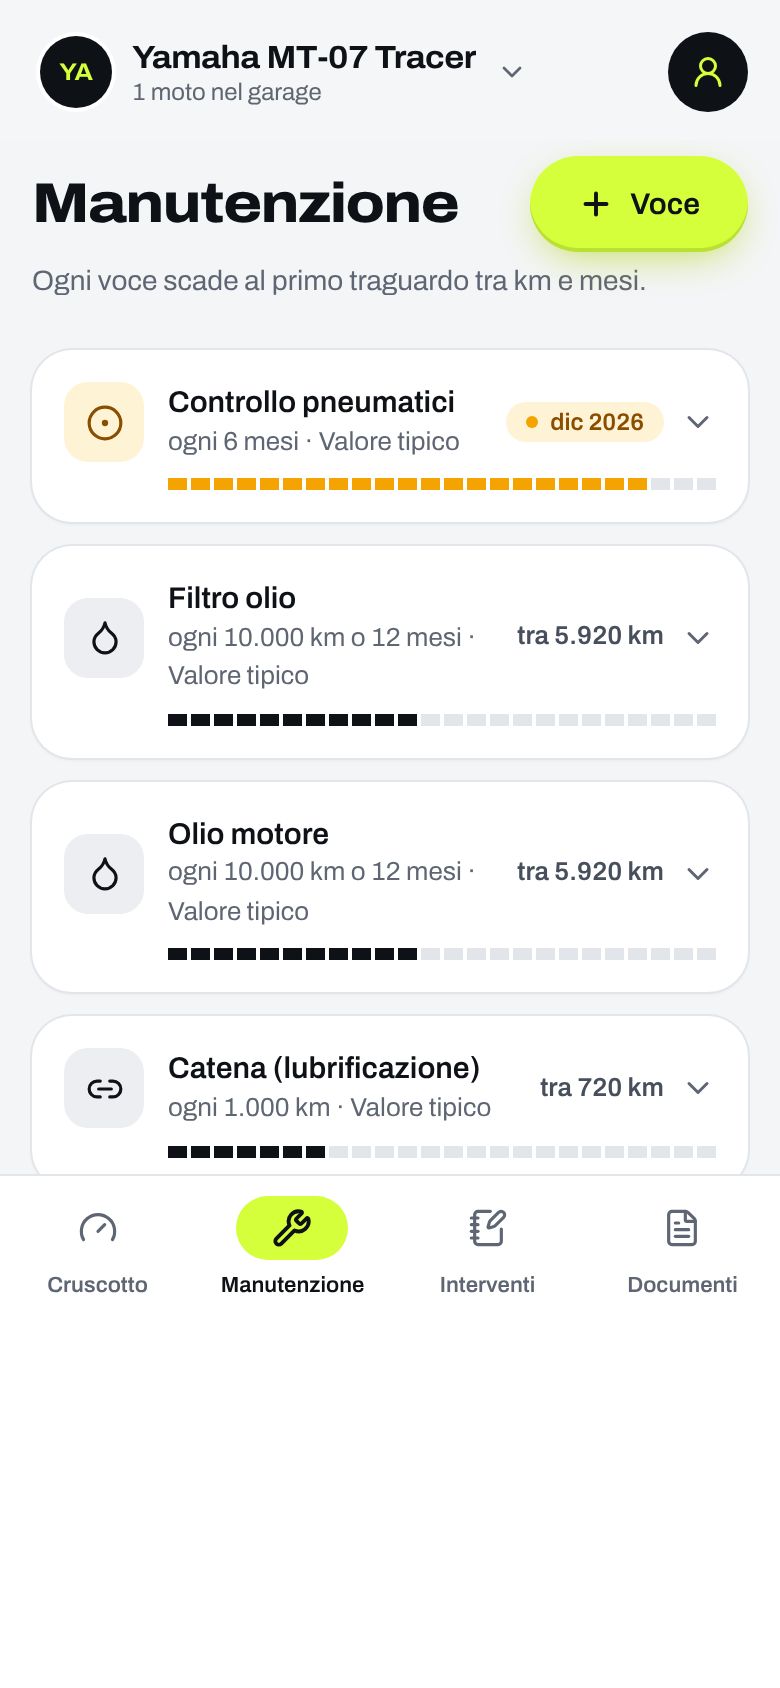 YA
Yamaha MT-07 Tracer
1 moto nel garage
Manutenzione
Voce
Ogni voce scade al primo traguardo tra km e mesi.
Controllo pneumatici
ogni 6 mesi · Valore tipico
dic 2026
Filtro olio
ogni 10.000 km o 12 mesi ·
Valore tipico
tra 5.920 km
Olio motore
ogni 10.000 km o 12 mesi ·
Valore tipico
tra 5.920 km
Catena (lubrificazione)
ogni 1.000 km · Valore tipico
tra 720 km
Cruscotto
Manutenzione
Interventi
Documenti